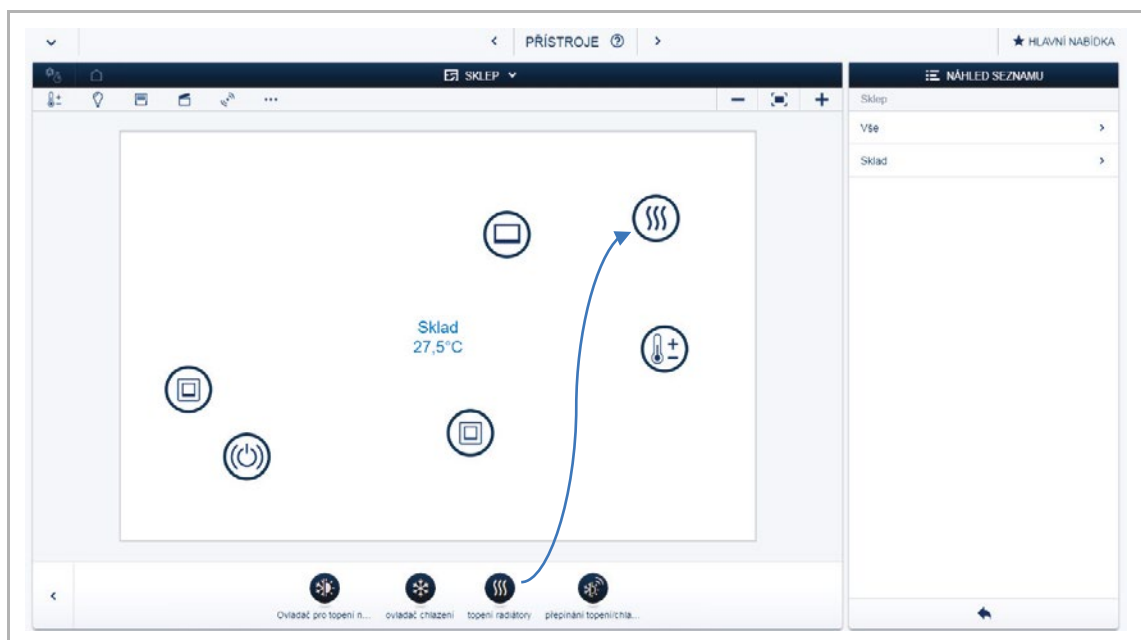 PŘÍSTROJE ?
★ HLAVNÍ NABÍDKA
SKLEP
NÁHLED SEZNAMU
Sklep
Vše
Sklad
Sklad
27,5°C
Ovladač pro topení n...
ovladač chlazení
topení radiátory
přepínání topení/chla...